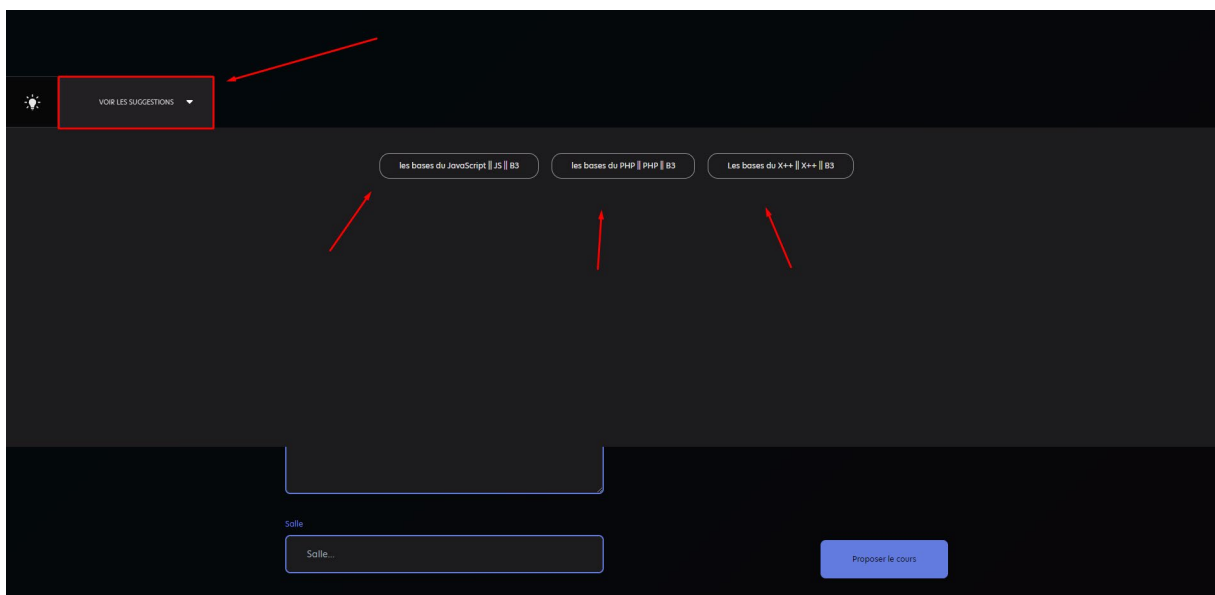 VOIR LES SUGGESTIONS
les bases du JavaScript || JS || B3
les bases du PHP || PHP || B3
Les bases du X++ || X++ || B3
Salle
Salle...
Proposer le cours